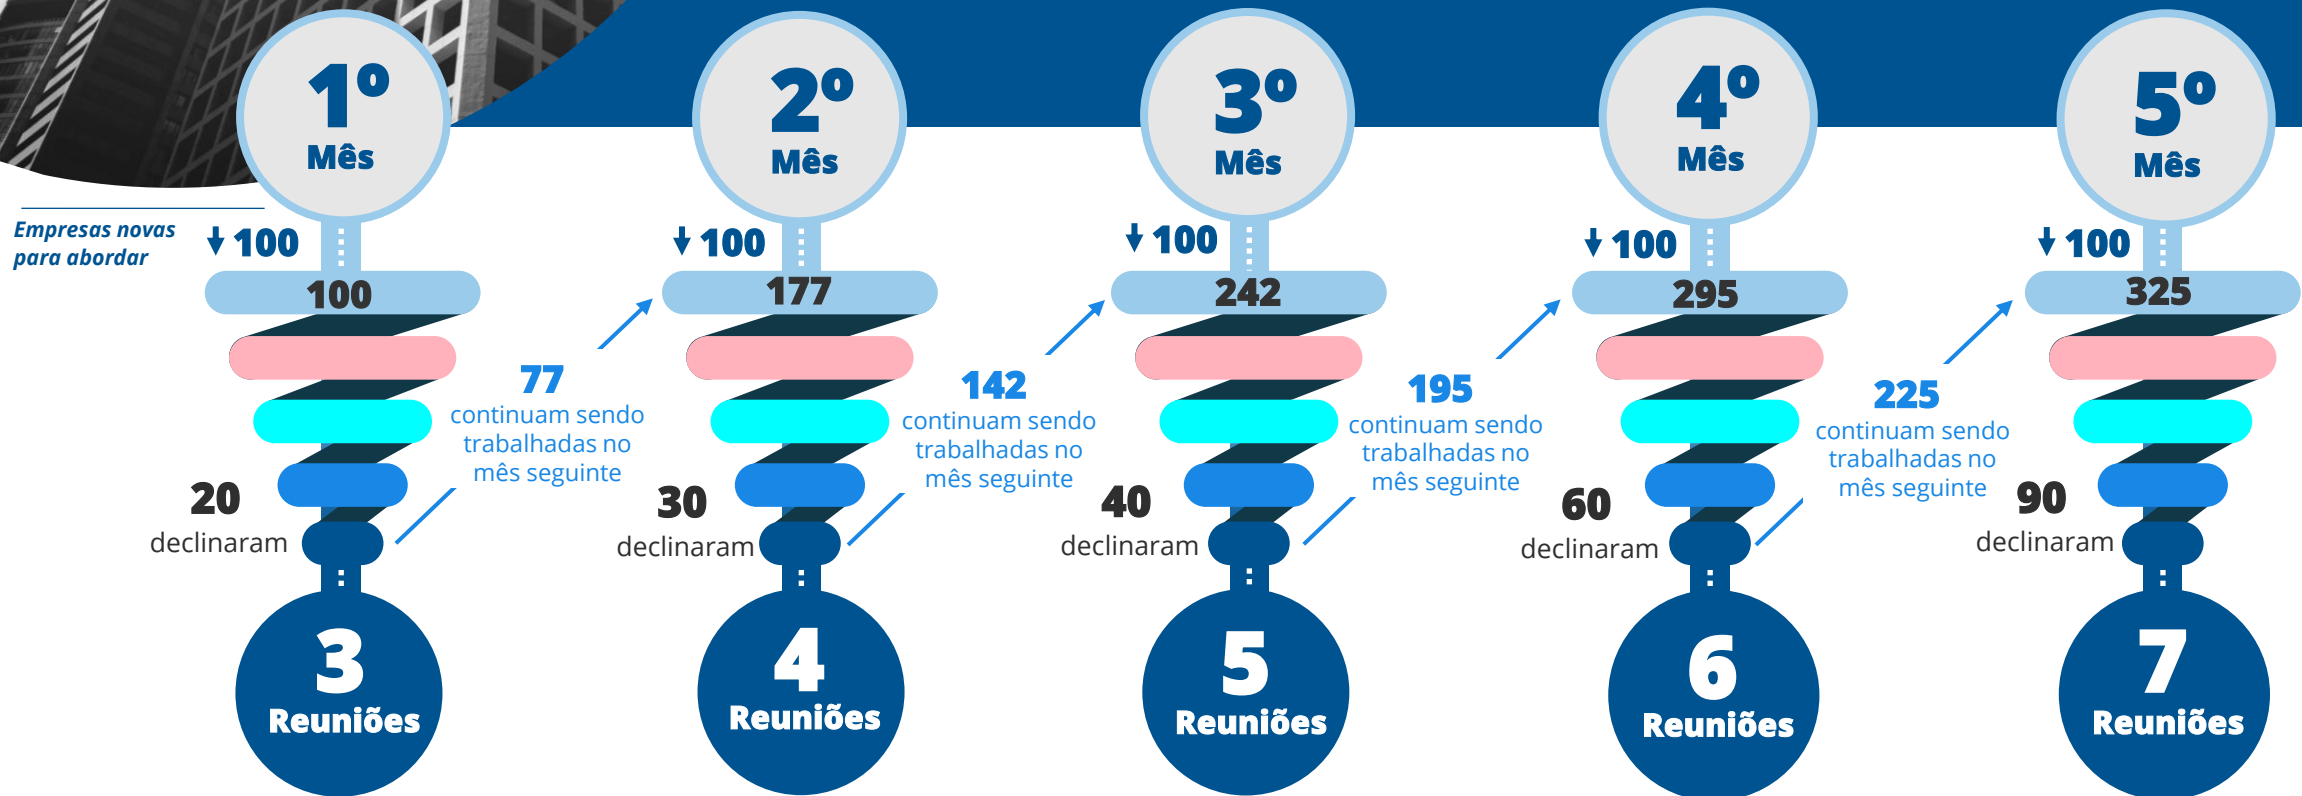 1º
Mês
2º
Mês
3º
Mês
4º
Mês
5º
Mês
Empresas novas
para abordar
100
100
100
100
100
100
177
242
295
325
77
continuam sendo
trabalhadas no
mês seguinte
142
continuam sendo
trabalhadas no
mês seguinte
195
continuam sendo
trabalhadas no
mês seguinte
225
continuam sendo
trabalhadas no
mês seguinte
20
declinaram
30
declinaram
40
declinaram
60
declinaram
90
declinaram
3
Reuniões
4
Reuniões
5
Reuniões
6
Reuniões
7
Reuniões